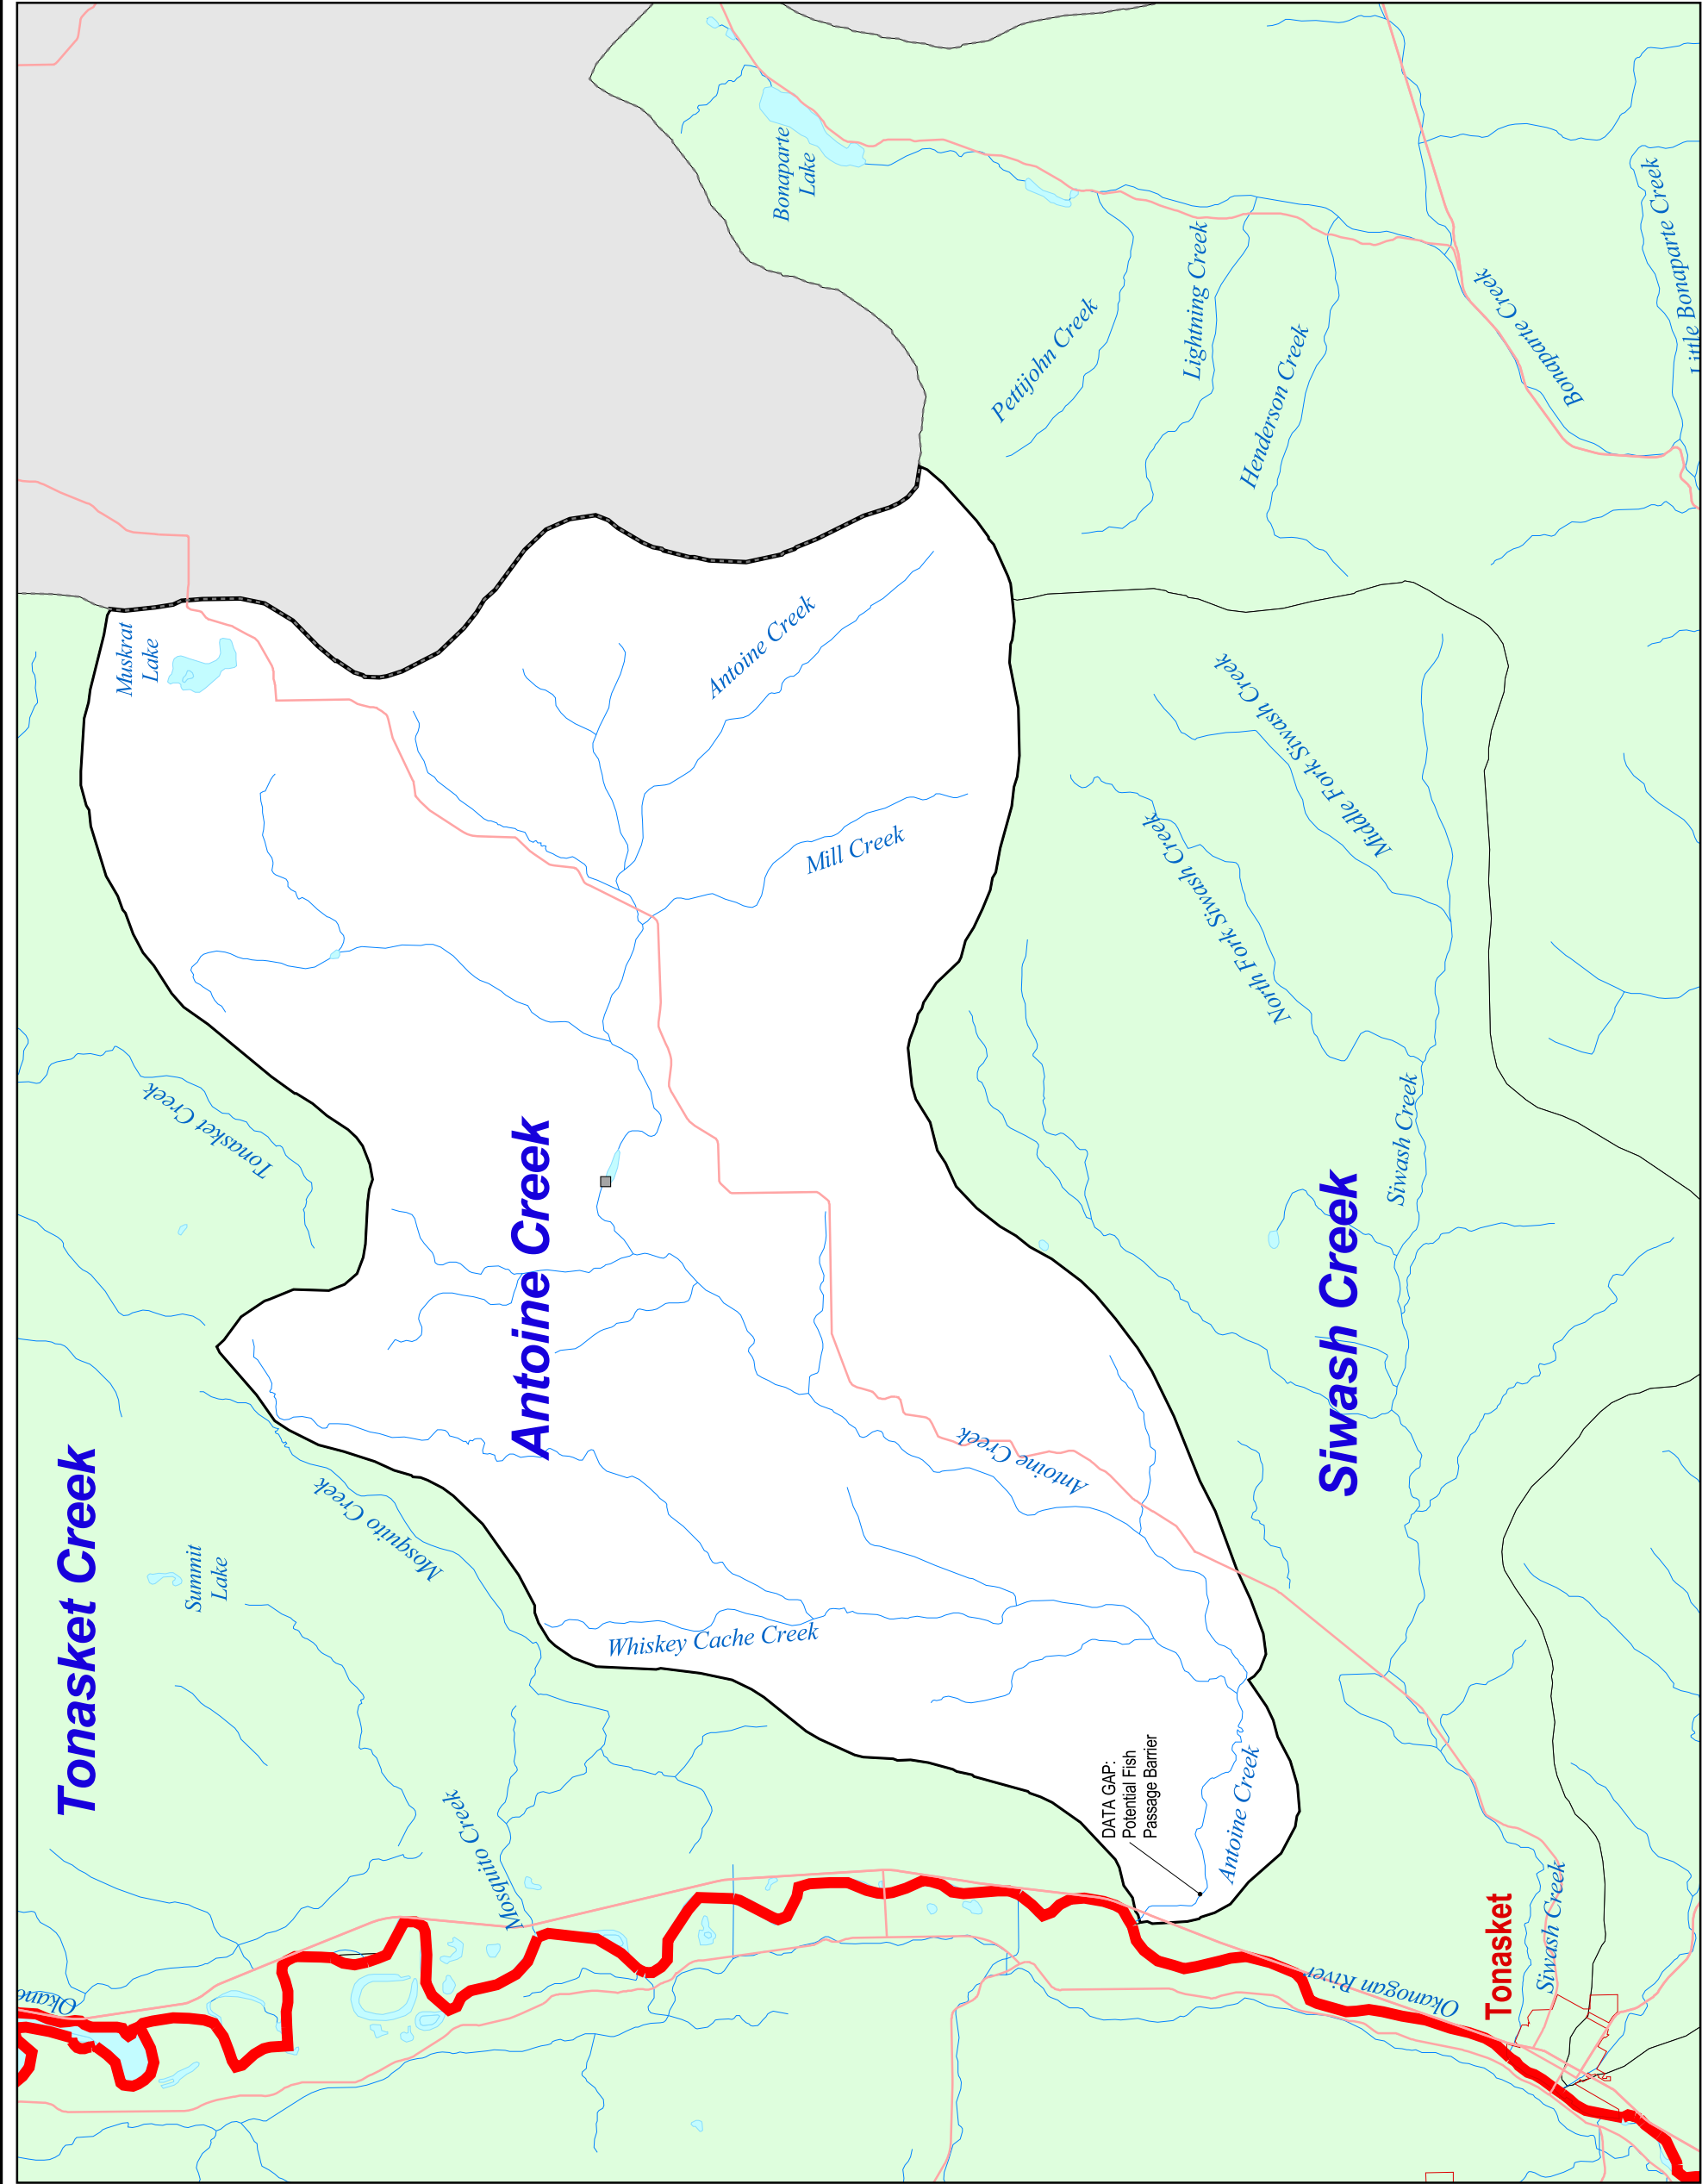 Tonasket Creek
Antoine Creek
Siwash Creek
Muskrat
Lake
Bonaparte
Lake
Pettijohn Creek
Lightning Creek
Henderson Creek
Bonaparte Creek
Little Bonaparte Creek
Antoine Creek
Mill Creek
Middle Fork Siwash Creek
North Fork Siwash Creek
Siwash Creek
Tonasket Creek
Mosquito Creek
Summit
Lake
Whiskey Cache Creek
Antoine Creek
Mosquito Creek
DATA GAP:
Potential Fish
Passage Barrier
Antoine Creek
Okanogan River
Okano
Tonasket
Siwash Creek